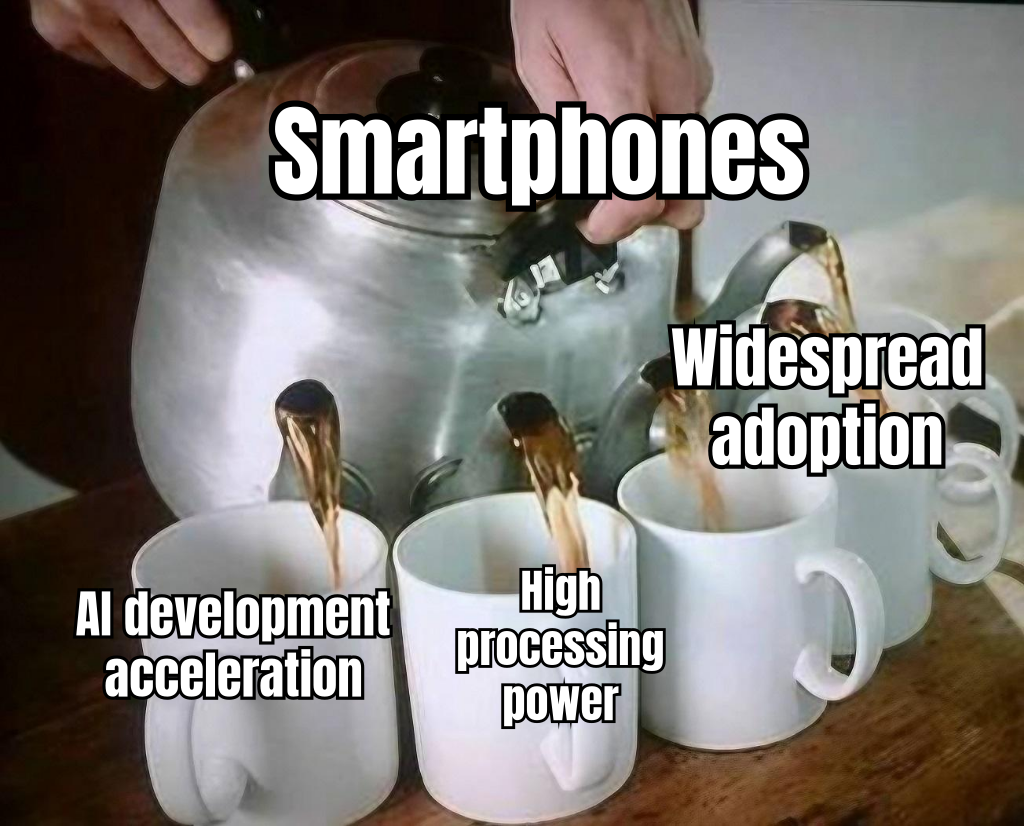 Smartphones
Widespread
adoption
AI development
acceleration
High
processing
power